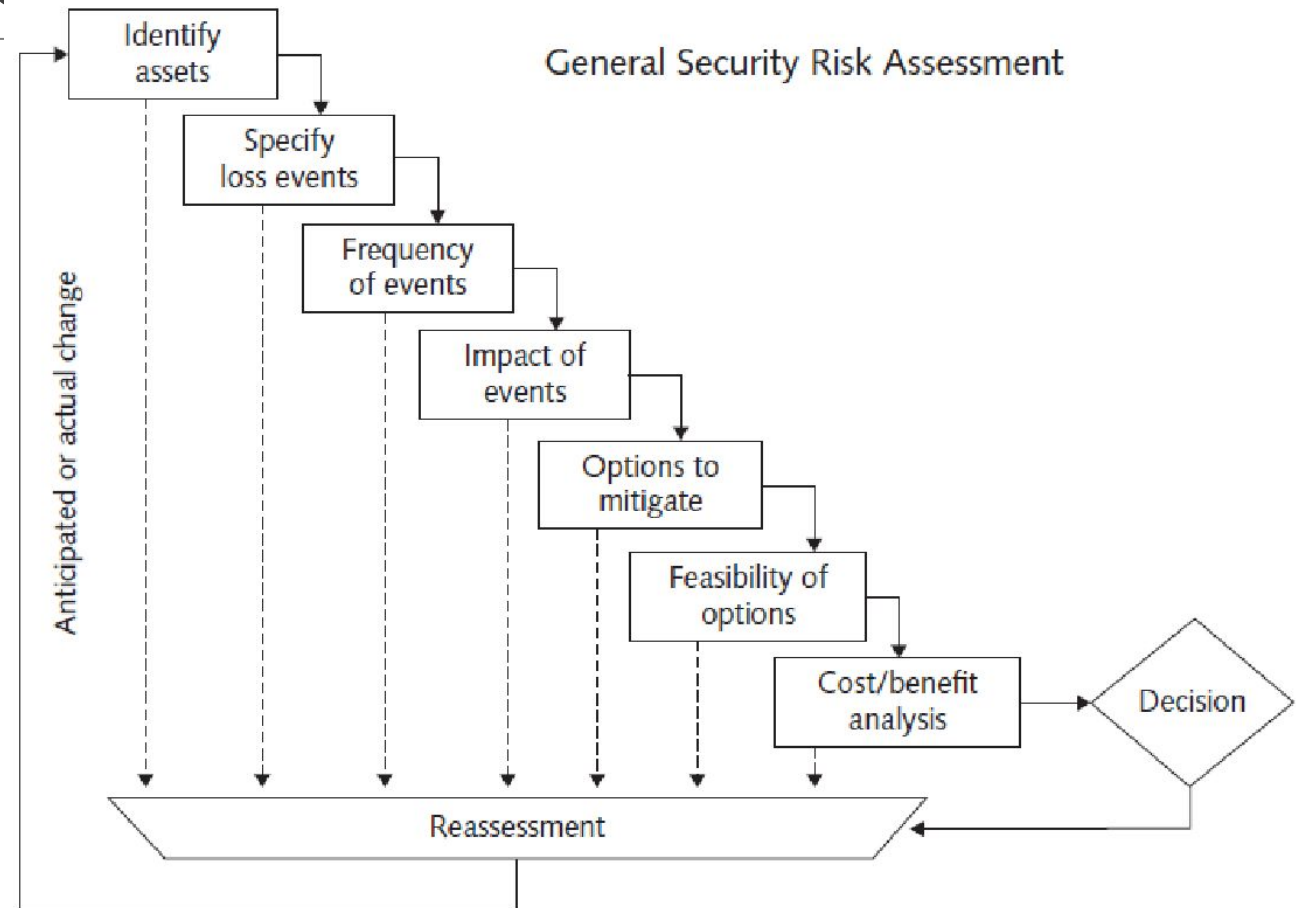 General Security Risk Assessment
Identify
assets
Specify
loss events
Frequency
of events
Impact of
events
Options to
mitigate
Feasibility of
options
Cost/benefit
analysis
Decision
Reassessment
Anticipated or actual change